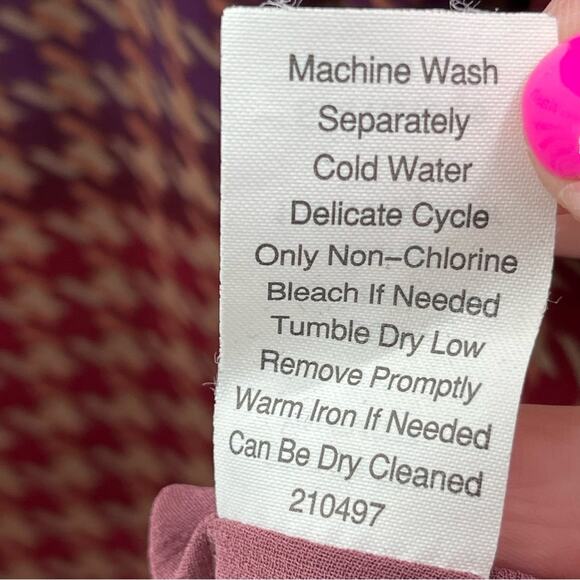 Machine Wash
Separately
Cold Water
Delicate Cycle
Only Non-Chlorine
Bleach If Needed
Tumble Dry Low
Remove Promptly
Warm Iron If Needed
Can Be Dry Cleaned
210497